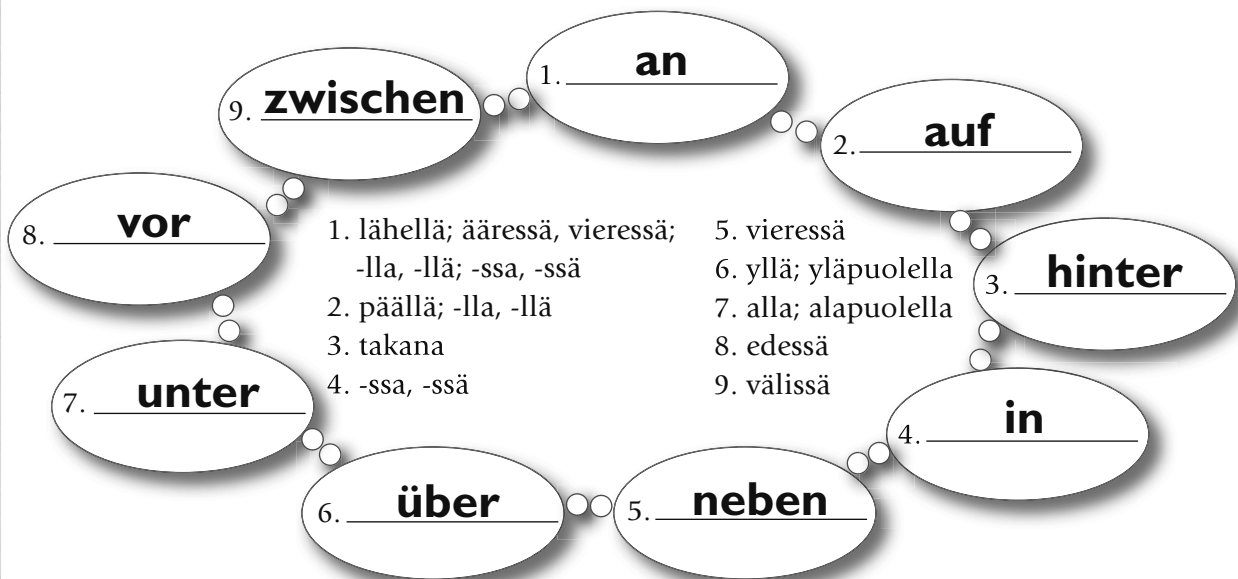 1. an
2. auf
3. hinter
4. in
5. neben
6. über
7. unter
8. vor
9. zwischen
1. lähellä; ääressä, vieressä;
-lla, -llä; -ssa, -ssä
2. päällä; -lla, -llä
3. takana
4. -ssa, -ssä
5. vieressä
6. yllä; yläpuolella
7. alla; alapuolella
8. edessä
9. välissä